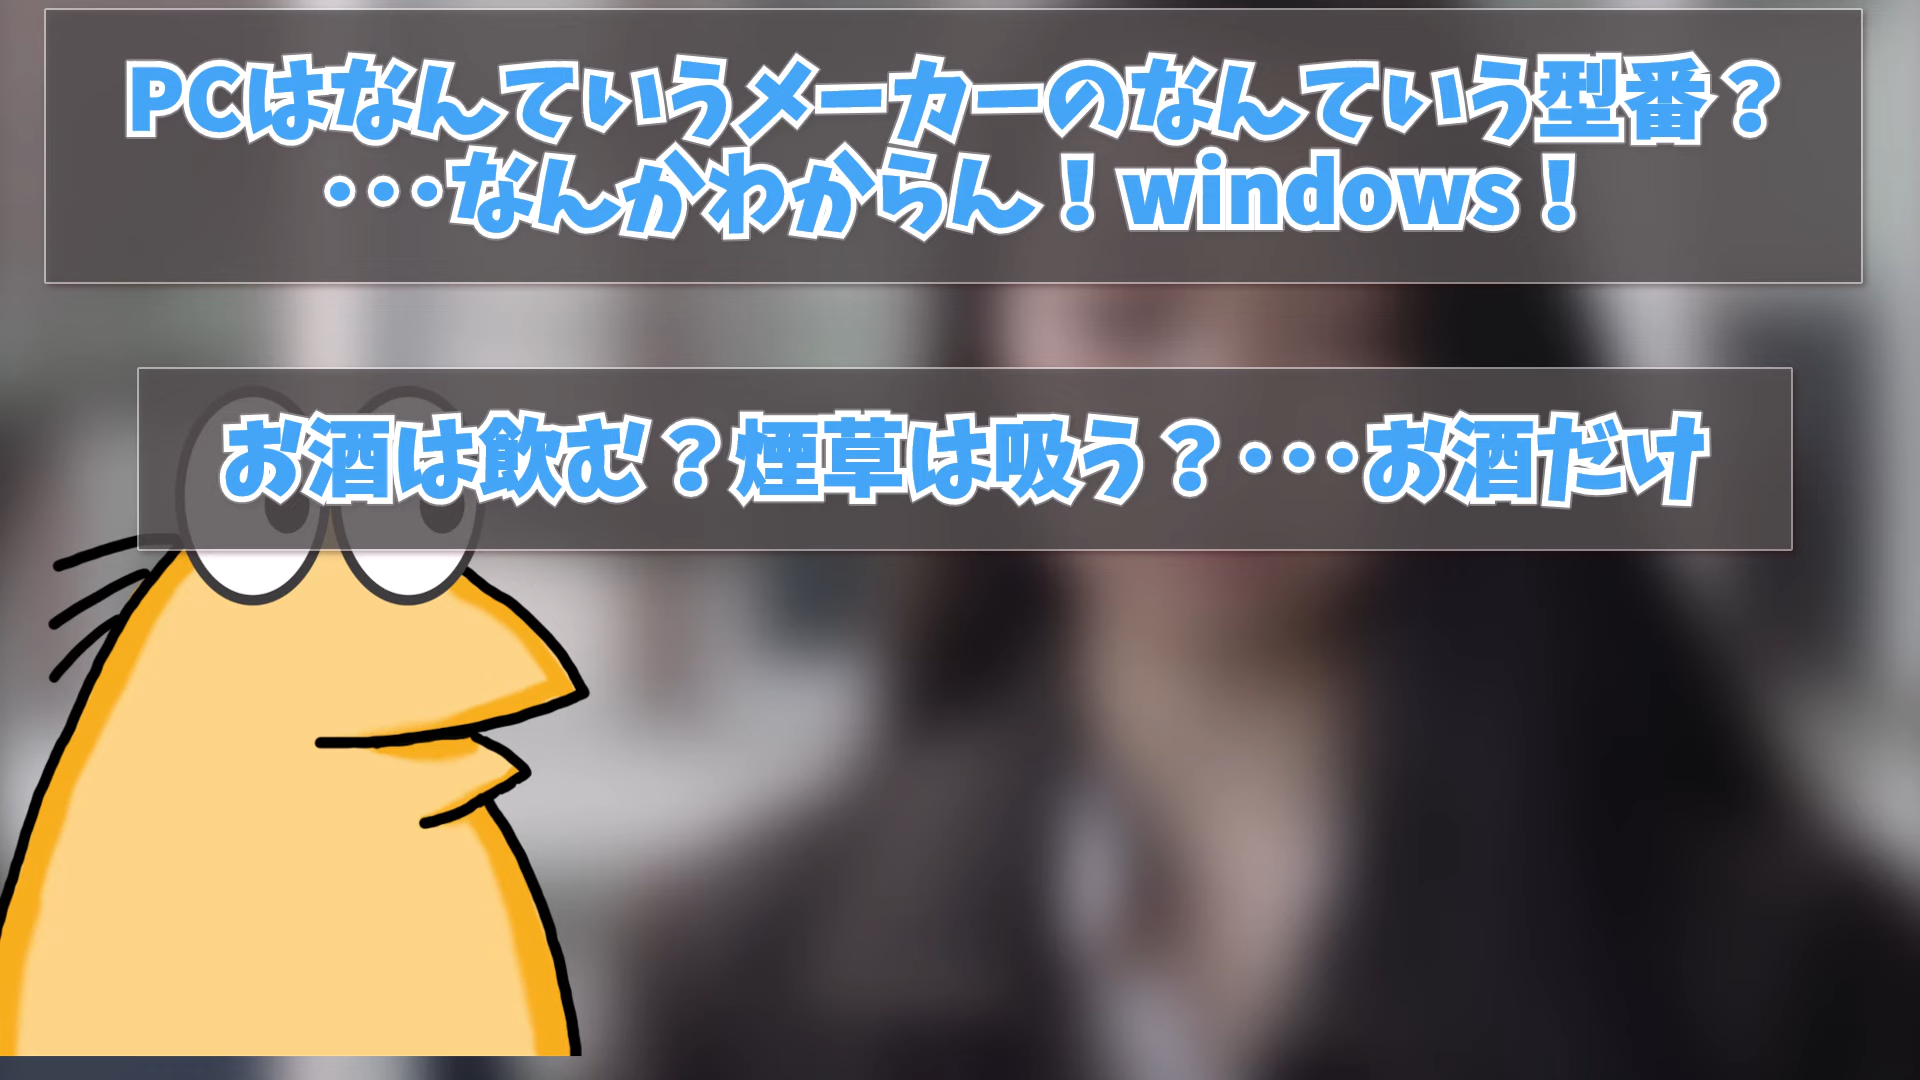 PCはなんていうメーカーのなんていう型番？
･･･なんかわからん！windows！
お酒は飲む？煙草は吸う？･･･お酒だけ